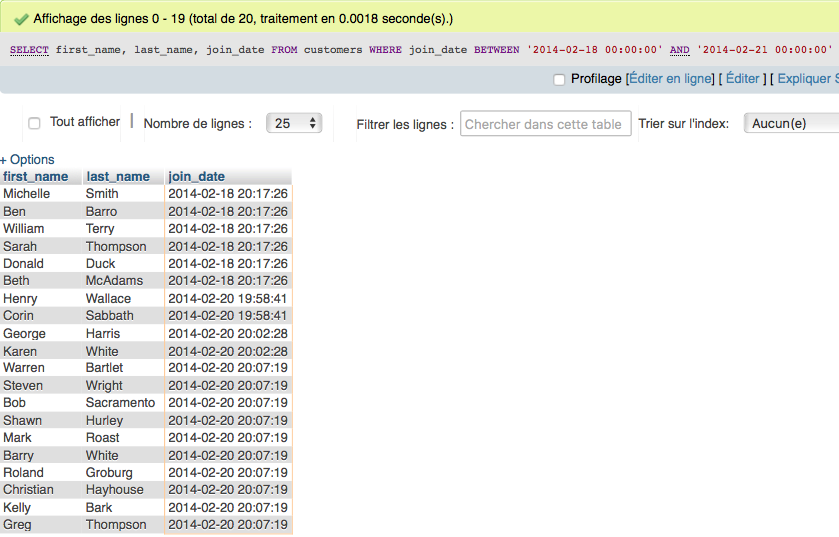 Affichage des lignes 0 - 19 (total de 20, traitement en 0.0018 seconde(s).)
SELECT first_name, last_name, join_date FROM customers WHERE join_date BETWEEN '2014-02-18 00:00:00' AND '2014-02-21 00:00:00'
Profilage [Éditer en ligne] [ Éditer ] [ Expliquer S
Tout afficher | Nombre de lignes : 25 Filtrer les lignes : Chercher dans cette table Trier sur l'index: Aucun(e)
+ Options
first_name last_name join_date
Michelle Smith 2014-02-18 20:17:26
Ben Barro 2014-02-18 20:17:26
William Terry 2014-02-18 20:17:26
Sarah Thompson 2014-02-18 20:17:26
Donald Duck 2014-02-18 20:17:26
Beth McAdams 2014-02-18 20:17:26
Henry Wallace 2014-02-20 19:58:41
Corin Sabbath 2014-02-20 19:58:41
George Harris 2014-02-20 20:02:28
Karen White 2014-02-20 20:02:28
Warren Bartlet 2014-02-20 20:07:19
Steven Wright 2014-02-20 20:07:19
Bob Sacramento 2014-02-20 20:07:19
Shawn Hurley 2014-02-20 20:07:19
Mark Roast 2014-02-20 20:07:19
Barry White 2014-02-20 20:07:19
Roland Groburg 2014-02-20 20:07:19
Christian Hayhouse 2014-02-20 20:07:19
Kelly Bark 2014-02-20 20:07:19
Greg Thompson 2014-02-20 20:07:19